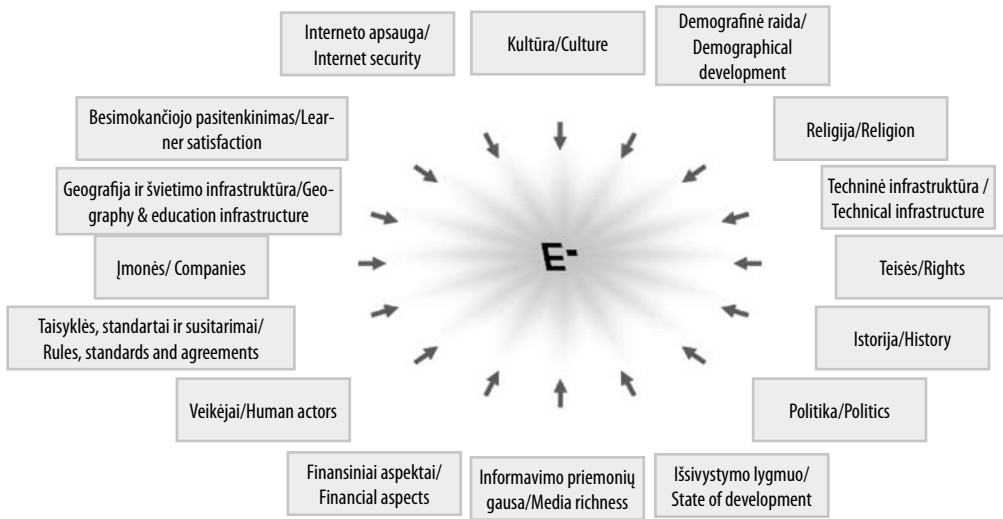 Interneto apsauga/
Internet security
Kultūra/Culture
Demografinė raida/
Demographical
development
Besimokančiojo pasitenkinimas/Lear-
ner satisfaction
Religija/Religion
Geografija ir švietimo infrastruktūra/Geo-
graphy & education infrastructure
Techninė infrastruktūra /
Technical infrastructure
Įmonės/ Companies
E-
Teisės/Rights
Taisyklės, standartai ir susitarimai/
Rules, standards and agreements
Istorija/History
Veikėjai/Human actors
Politika/Politics
Finansiniai aspektai/
Financial aspects
Informavimo priemonių
gausa/Media richness
Išsivystymo lygmuo/
State of development